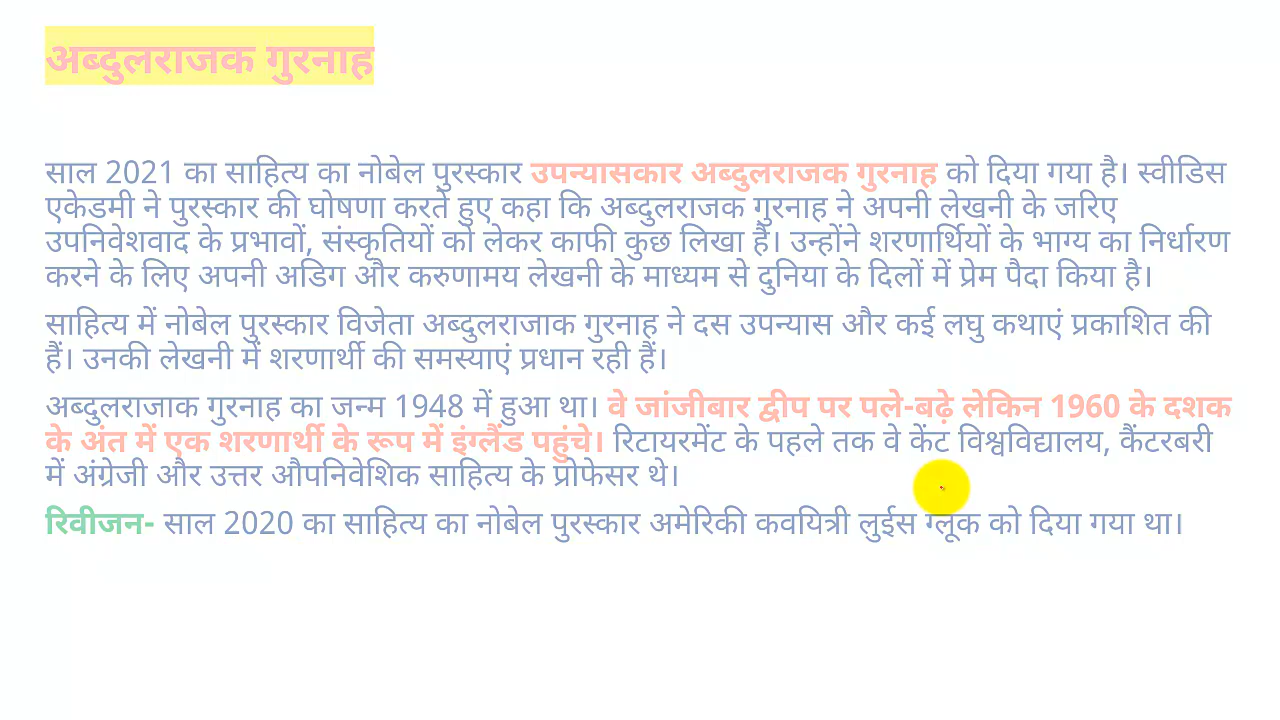 अब्दुलराजक गुरनाह
साल 2021 का साहित्य का नोबेल पुरस्कार उपन्यासकार अब्दुलराजक गुरनाह को दिया गया है। स्वीडिस
एकेडमी ने पुरस्कार की घोषणा करते हुए कहा कि अब्दुलराजक गुरनाह ने अपनी लेखनी के जरिए
उपनिवेशवाद के प्रभावों, संस्कृतियों को लेकर काफी कुछ लिखा है। उन्होंने शरणार्थियों के भाग्य का निर्धारण
करने के लिए अपनी अडिग और करुणामय लेखनी के माध्यम से दुनिया के दिलों में प्रेम पैदा किया है।
साहित्य में नोबेल पुरस्कार विजेता अब्दुलराजाक गुरनाह ने दस उपन्यास और कई लघु कथाएं प्रकाशित की
हैं। उनकी लेखनी में शरणार्थी की समस्याएं प्रधान रही हैं।
अब्दुलराजाक गुरनाह का जन्म 1948 में हुआ था। वे जांजीबार द्वीप पर पले-बढ़े लेकिन 1960 के दशक
के अंत में एक शरणार्थी के रूप में इंग्लैंड पहुंचे। रिटायरमेंट के पहले तक वे केंट विश्वविद्यालय, कैंटरबरी
में अंग्रेजी और उत्तर औपनिवेशिक साहित्य के प्रोफेसर थे।
रिवीजन- साल 2020 का साहित्य का नोबेल पुरस्कार अमेरिकी कवयित्री लुईस ग्लूक को दिया गया था।